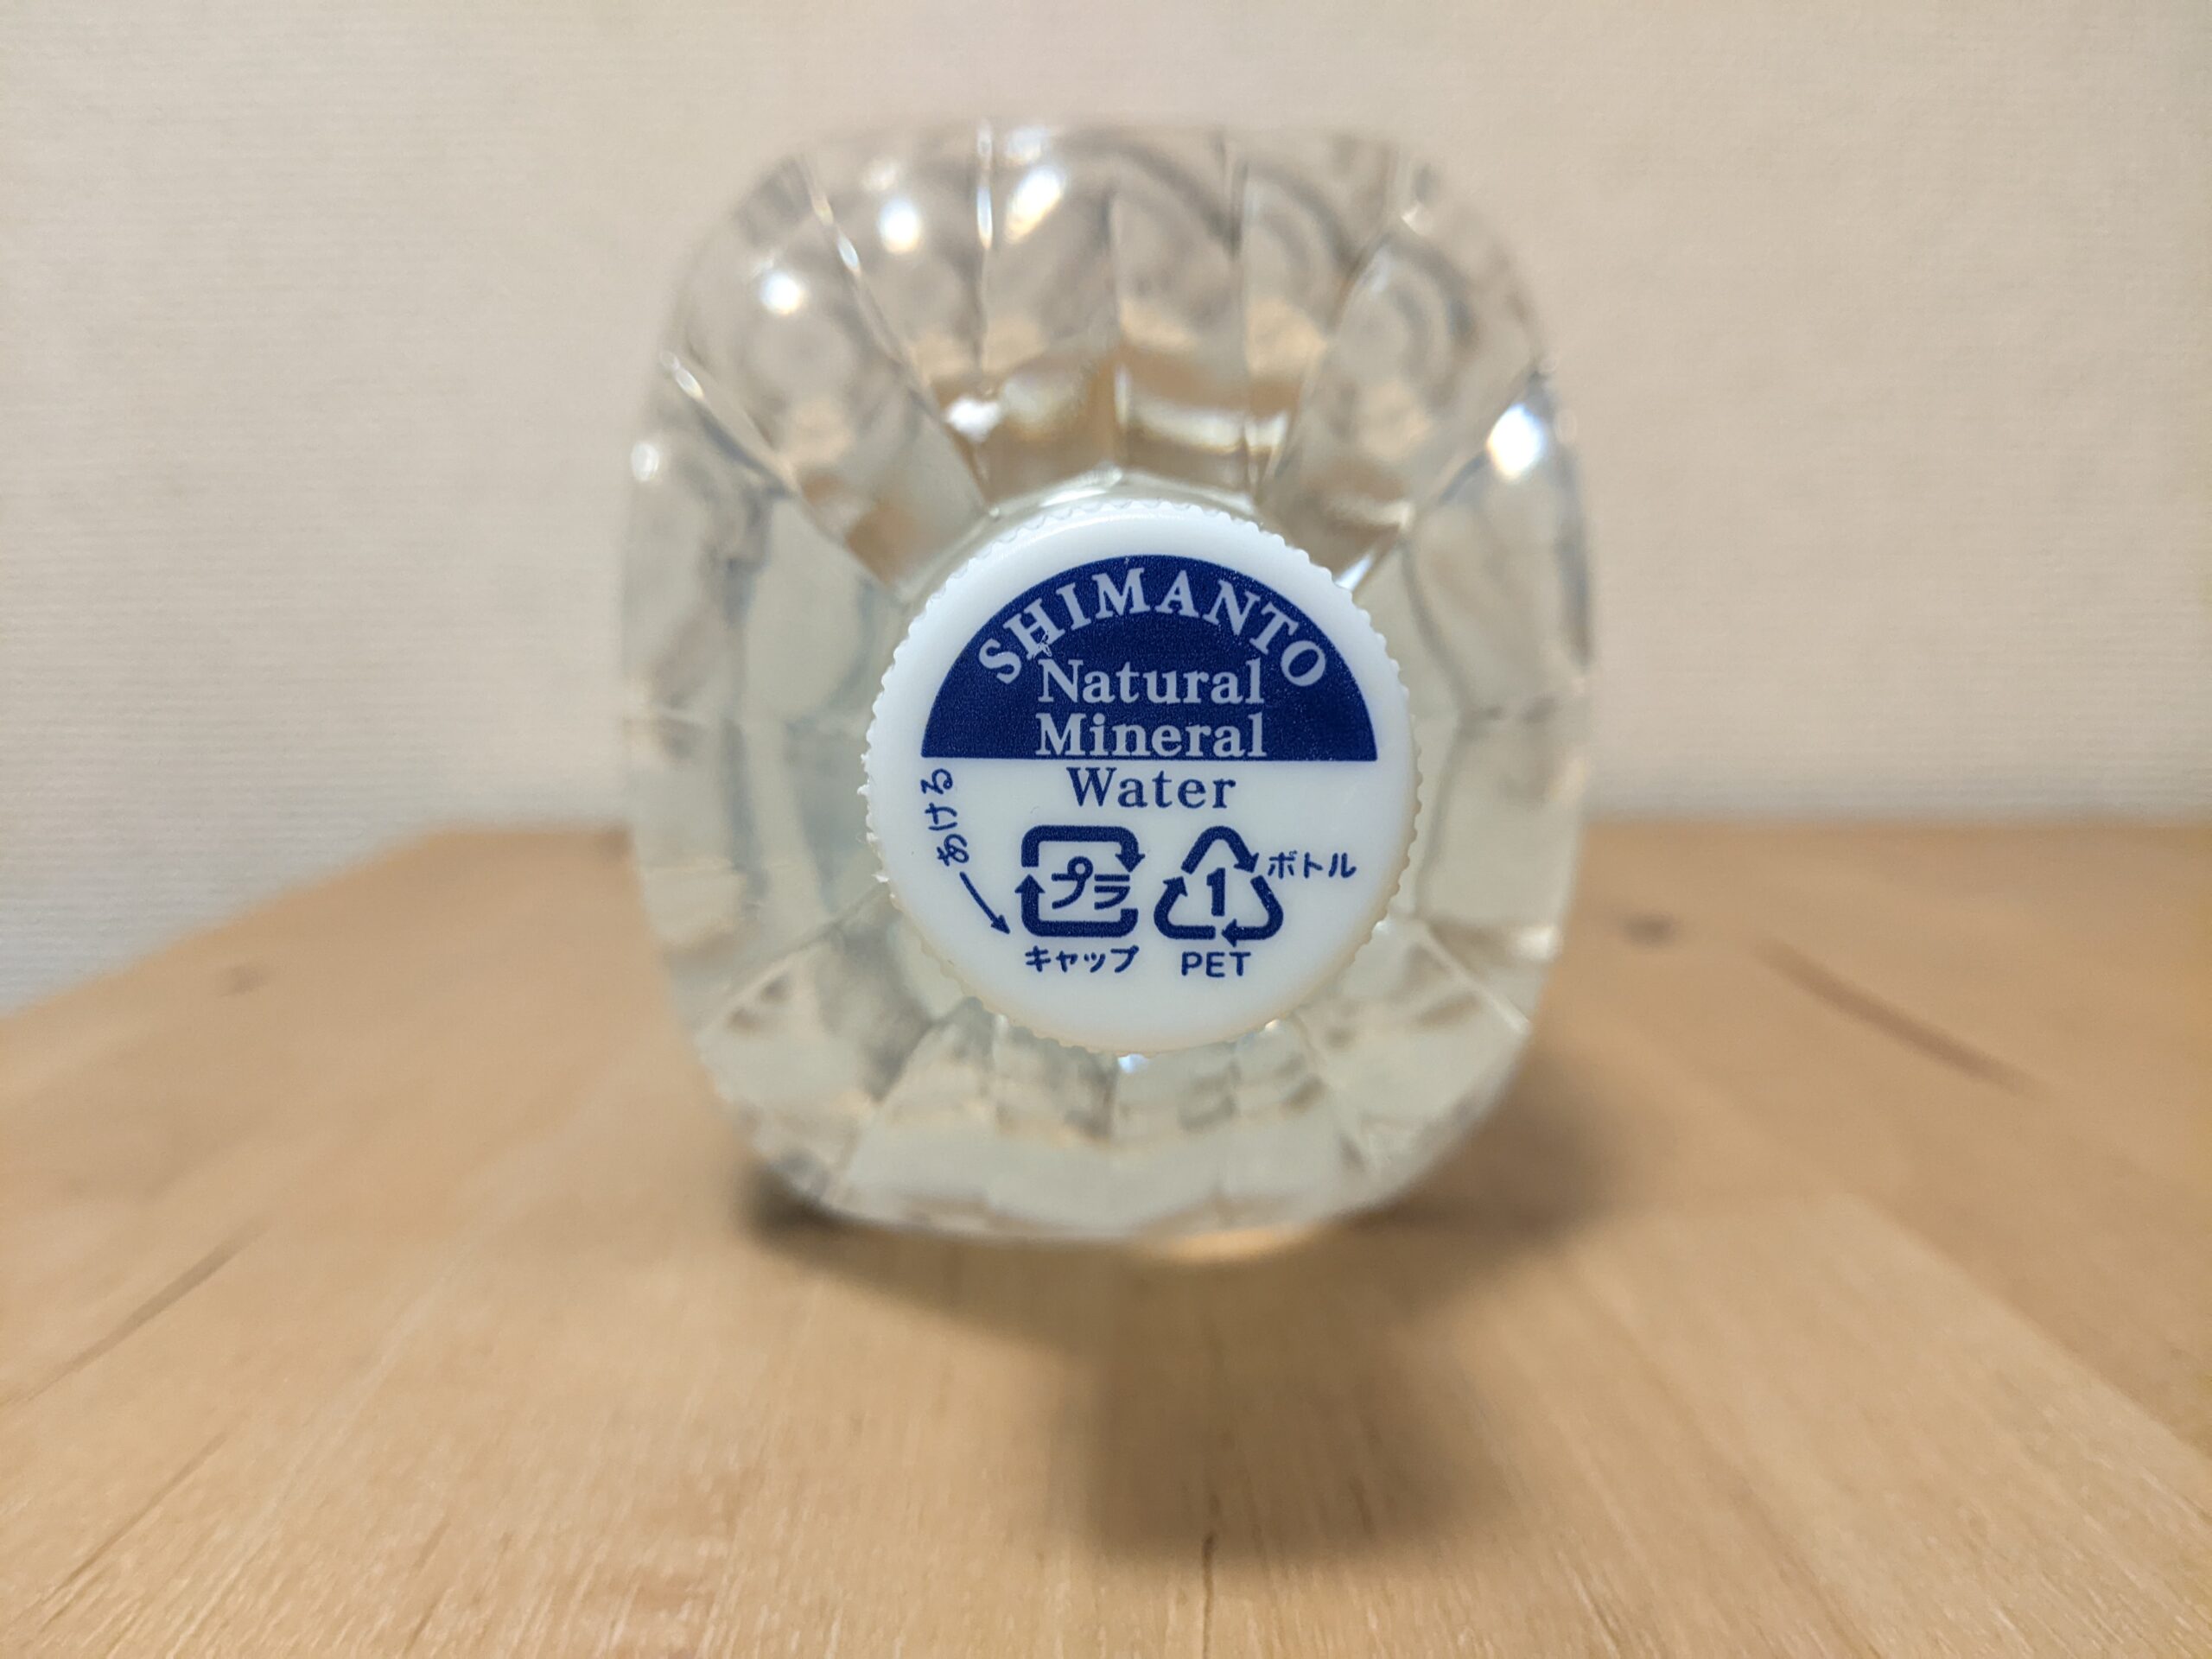 SHIMANTO
Natural
Mineral
Water
あける
プラ
1
ボトル
キャップ
PET